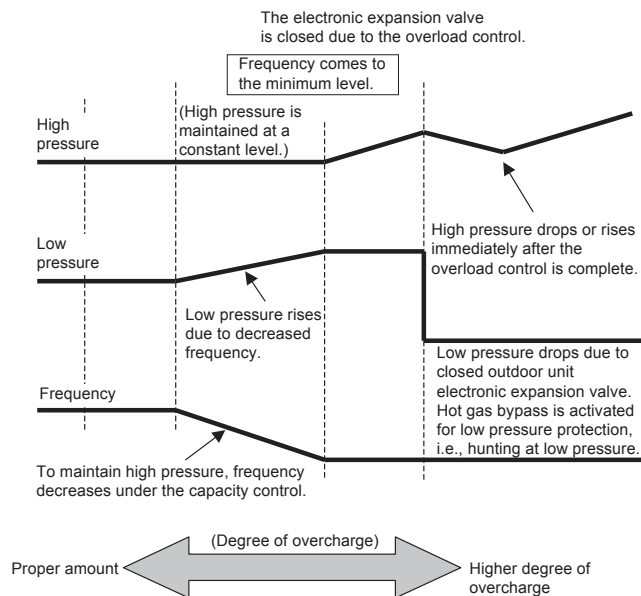 The electronic expansion valve
is closed due to the overload control.
Frequency comes to
the minimum level.
High
pressure
(High pressure is
maintained at a
constant level.)
High pressure drops or rises
immediately after the
overload control is complete.
Low
pressure
Low pressure rises
due to decreased
frequency.
Low pressure drops due to
closed outdoor unit
electronic expansion valve.
Hot gas bypass is activated
for low pressure protection,
i.e., hunting at low pressure.
Frequency
To maintain high pressure, frequency
decreases under the capacity control.
(Degree of overcharge)
Proper amount
Higher degree of
overcharge